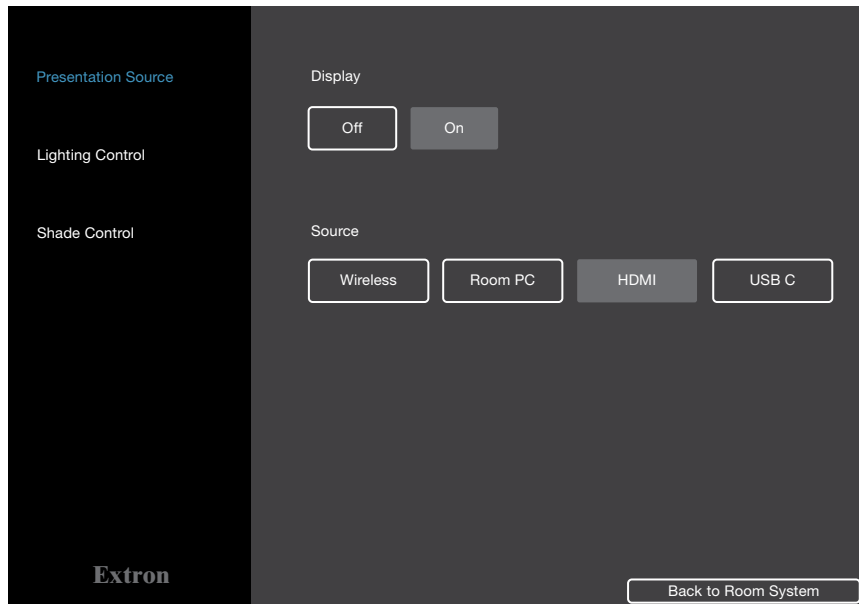 Presentation Source
Lighting Control
Shade Control
Extron
Display
Off On
Source
Wireless Room PC HDMI USB C
Back to Room System